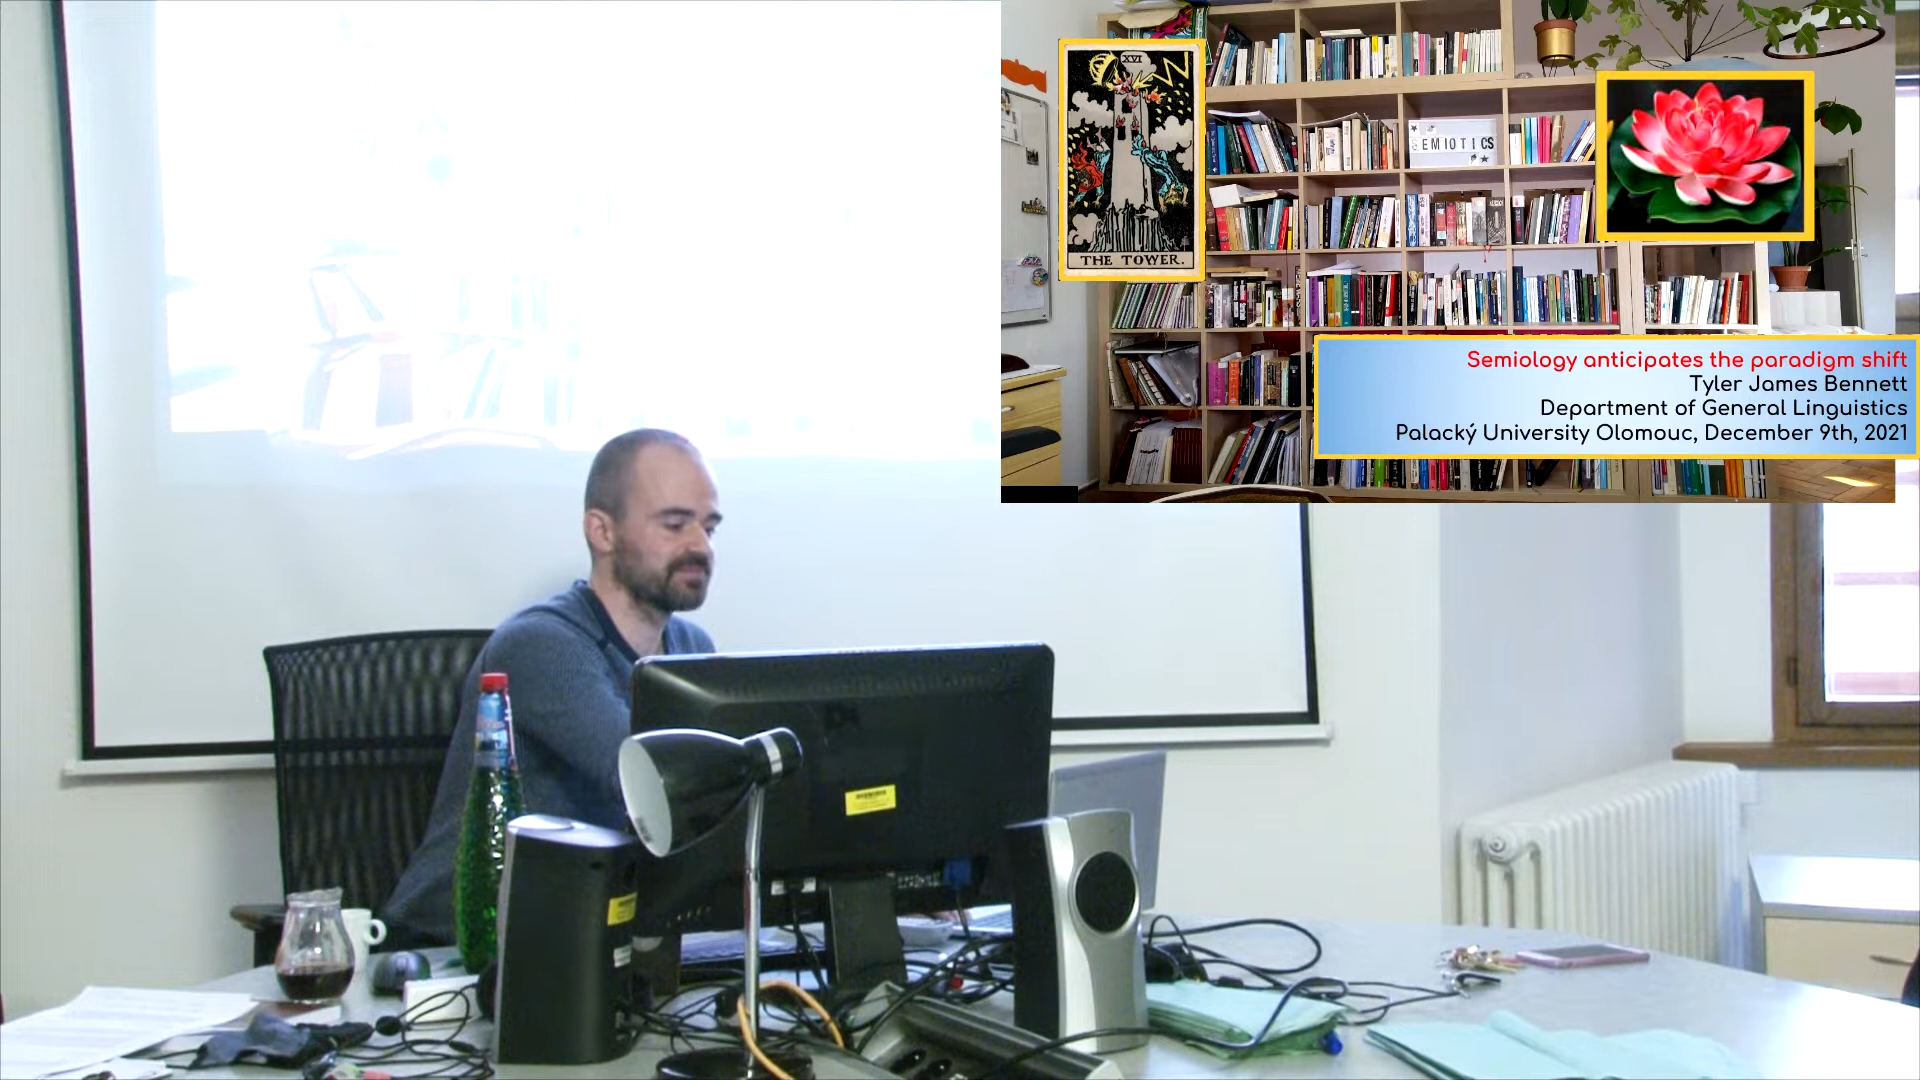 XVI
THE TOWER.
EMIOTICS
Semiology anticipates the paradigm shift
Tyler James Bennett
Department of General Linguistics
Palacký University Olomouc, December 9th, 2021